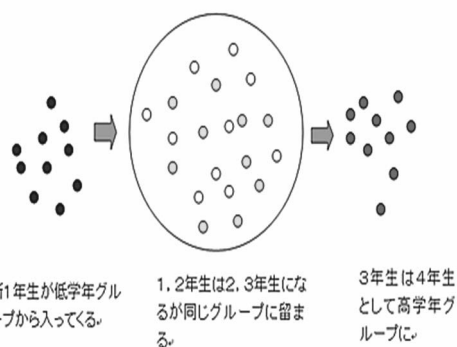 新1年生が低学年グル
ープから入ってくる。
1，2年生は2，3年生にな
るが同じグループに留ま
る。
3年生は4年生
として高学年グ
ループに